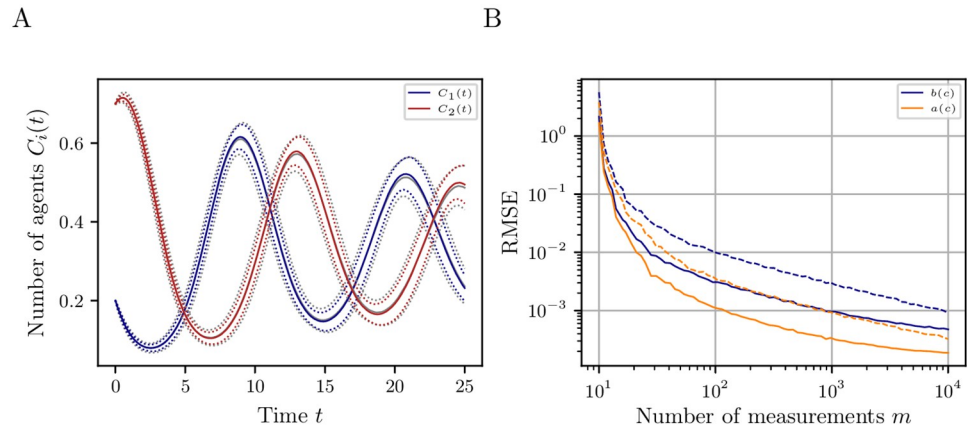 A
B
Number of agents C_i(t)
C_1(t)
C_2(t)
0.6
0.4
0.2
0 5 10 15 20 25
Time t
RMSE
b(c)
a(c)
10^0
10^{-1}
10^{-2}
10^{-3}
10^1 10^2 10^3 10^4
Number of measurements m